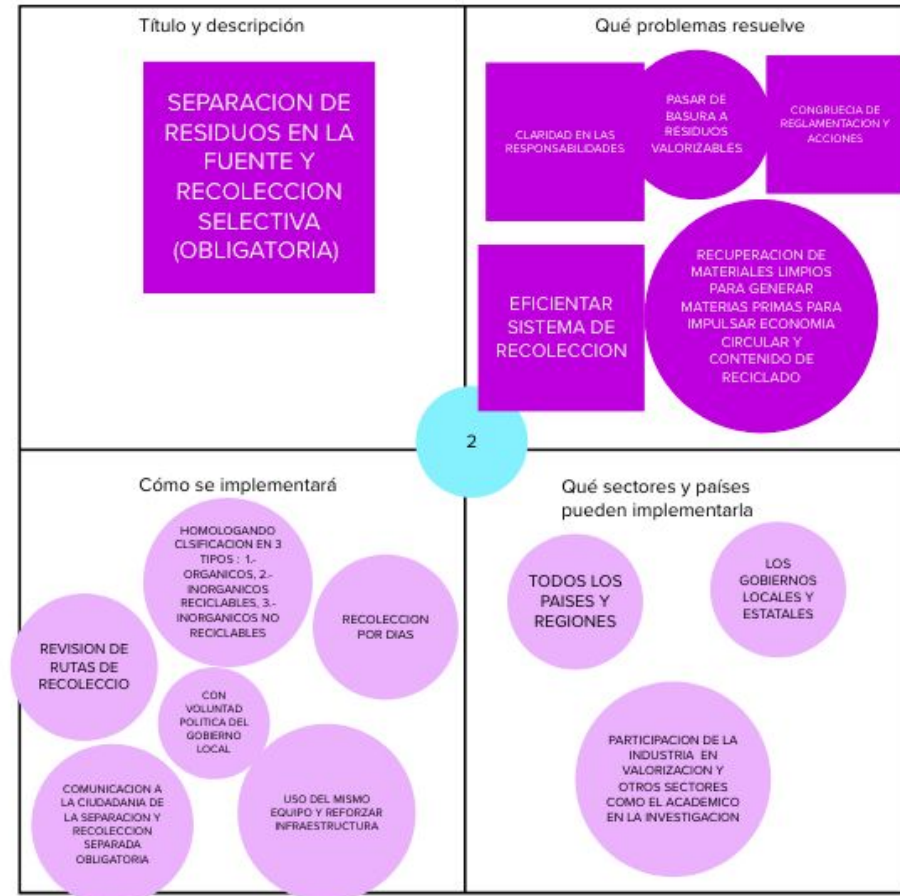 Título y descripción
SEPARACION DE
RESIDUOS EN LA
FUENTE Y
RECOLECCION
SELECTIVA
(OBLIGATORIA)
Qué problemas resuelve
CLARIDAD EN LAS
RESPONSABILIDADES
PASAR DE
BASURA A
RESIDUOS
VALORIZABLES
CONGRUECIA DE
REGLAMENTACION Y
ACCIONES
EFICIENTAR
SISTEMA DE
RECOLECCION
RECUPERACION DE
MATERIALES LIMPIOS
PARA GENERAR
MATERIAS PRIMAS PARA
IMPULSAR ECONOMIA
CIRCULAR Y
CONTENIDO DE
RECICLADO
2
Cómo se implementará
HOMOLOGANDO
CLSIFICACION EN 3
TIPOS : 1.-
ORGANICOS, 2.-
INORGANICOS
RECICLABLES, 3.-
INORGANICOS NO
RECICLABLES
RECOLECCION
POR DIAS
REVISION DE
RUTAS DE
RECOLECCIO
CON
VOLUNTAD
POLITICA DEL
GOBIERNO
LOCAL
COMUNICACION A
LA CIUDADANIA DE
LA SEPARACION Y
RECOLECCION
SEPARADA
OBLIGATORIA
USO DEL MISMO
EQUIPO Y REFORZAR
INFRAESTRUCTURA
Qué sectores y países
pueden implementarla
TODOS LOS
PAISES Y
REGIONES
LOS
GOBIERNOS
LOCALES Y
ESTATALES
PARTICIPACION DE LA
INDUSTRIA EN
VALORIZACION Y
OTROS SECTORES
COMO EL ACADEMICO
EN LA INVESTIGACION